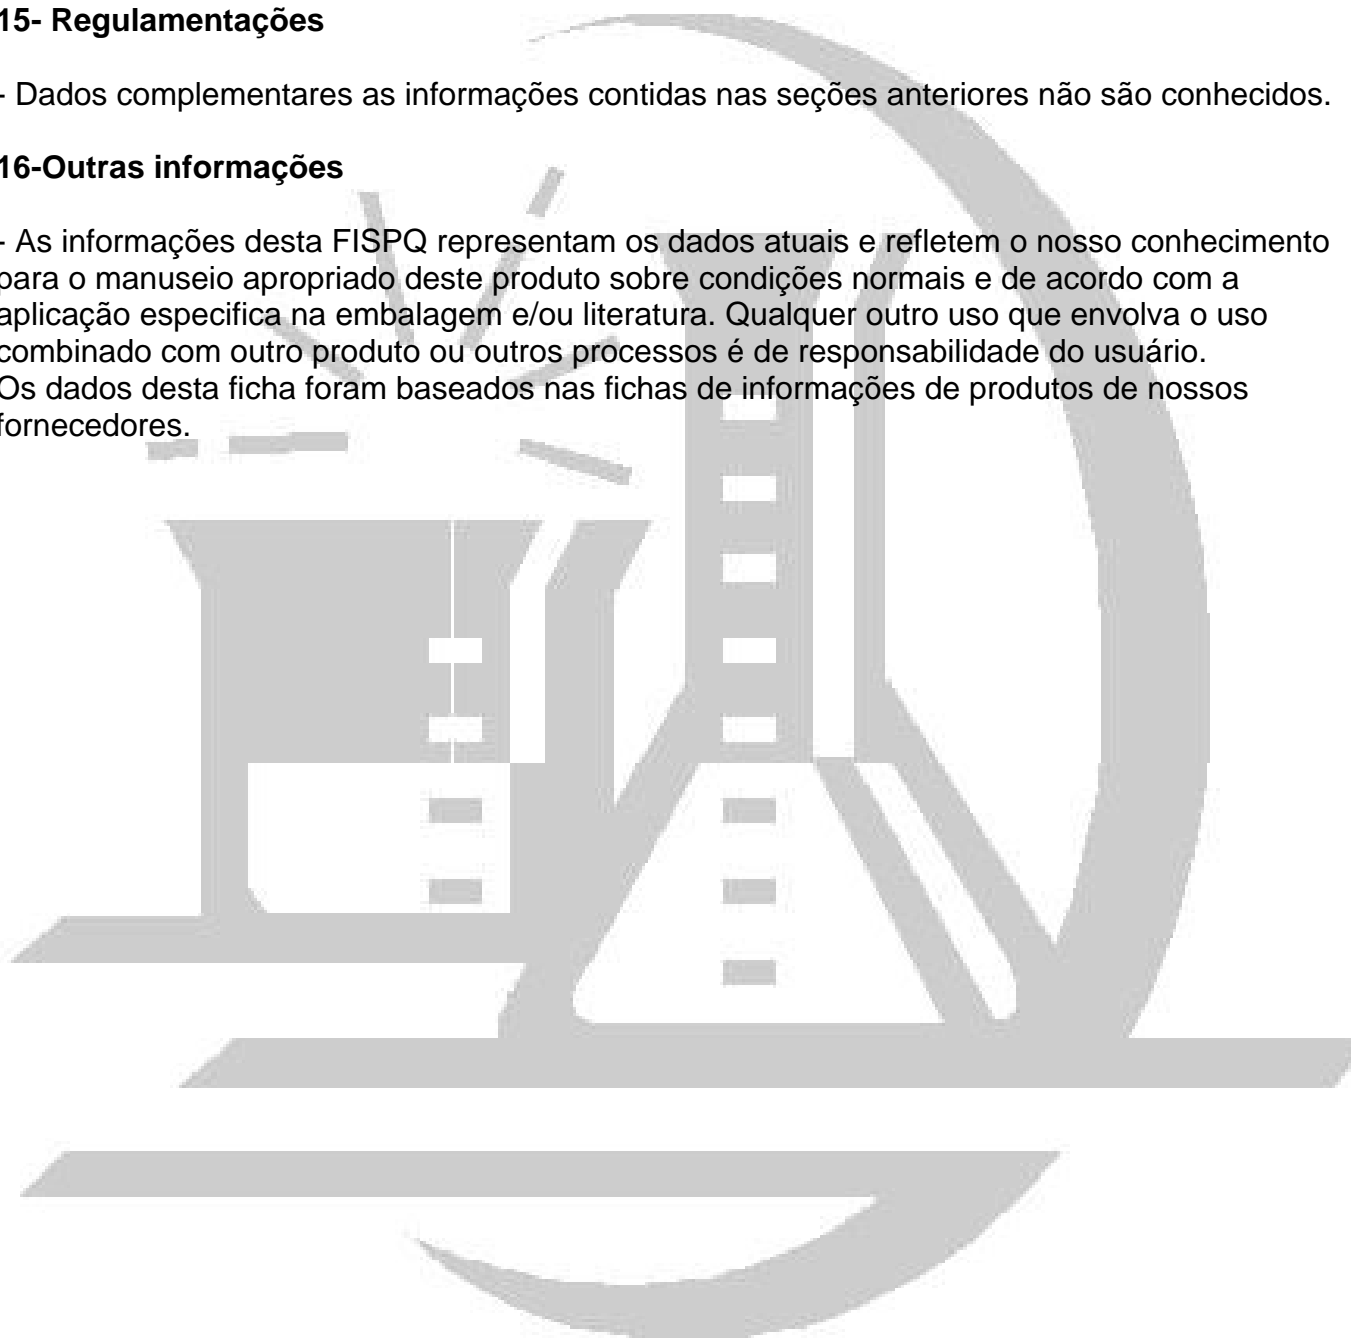 15- Regulamentações
- Dados complementares as informações contidas nas seções anteriores não são conhecidos.
16-Outras informações
- As informações desta FISPQ representam os dados atuais e refletem o nosso conhecimento
para o manuseio apropriado deste produto sobre condições normais e de acordo com a
aplicação especifica na embalagem e/ou literatura. Qualquer outro uso que envolva o uso
combinado com outro produto ou outros processos é de responsabilidade do usuário.
Os dados desta ficha foram baseados nas fichas de informações de produtos de nossos
fornecedores.